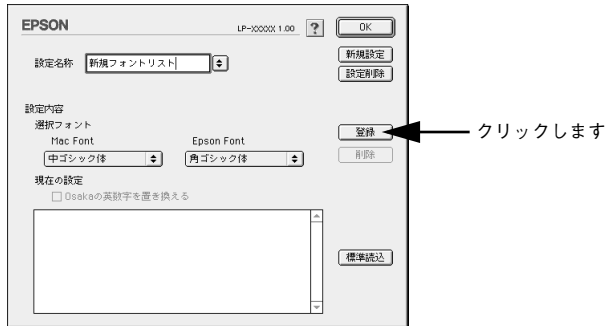 EPSON
LP-XXXXX 1.00
?
OK
設定名称
新規フォントリスト
新規設定
設定削除
設定内容
選択フォント
Mac Font
Epson Font
中ゴシック体
角ゴシック体
登録
クリックします
削除
現在の設定
Osakaの英数字を置き換える
標準読込